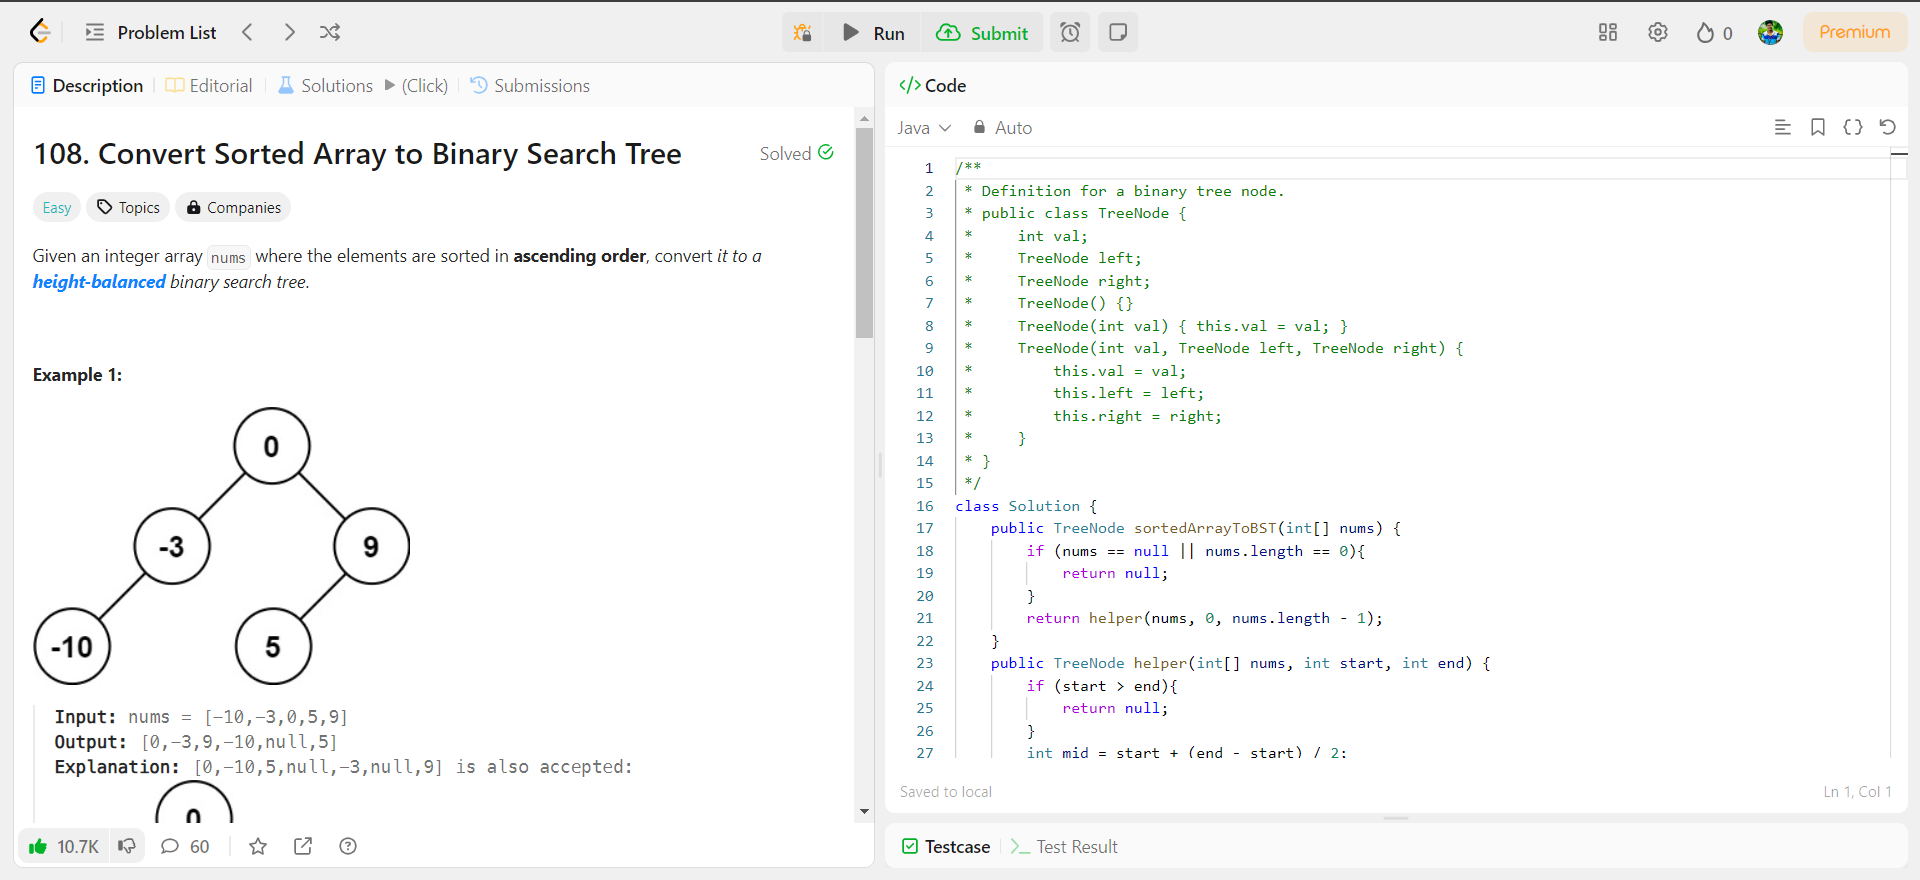 Problem List
Run
Submit
0
Premium
Description
Editorial
Solutions
(Click)
Submissions
108. Convert Sorted Array to Binary Search Tree
Solved
Easy
Topics
Companies
Given an integer array nums where the elements are sorted in ascending order, convert it to a
height-balanced binary search tree.
Example 1:
0
-3
9
-10
5
Input: nums = [-10,-3,0,5,9]
Output: [0,-3,9,-10,null,5]
Explanation: [0,-10,5,null,-3,null,9] is also accepted:
0
10.7K
60
</> Code
Java
Auto
1 /**
2 * Definition for a binary tree node.
3 * public class TreeNode {
4 *     int val;
5 *     TreeNode left;
6 *     TreeNode right;
7 *     TreeNode() {}
8 *     TreeNode(int val) { this.val = val; }
9 *     TreeNode(int val, TreeNode left, TreeNode right) {
10 *         this.val = val;
11 *         this.left = left;
12 *         this.right = right;
13 *     }
14 * }
15 */
16 class Solution {
17     public TreeNode sortedArrayToBST(int[] nums) {
18         if (nums == null || nums.length == 0){
19             return null;
20         }
21         return helper(nums, 0, nums.length - 1);
22     }
23     public TreeNode helper(int[] nums, int start, int end) {
24         if (start > end){
25             return null;
26         }
27         int mid = start + (end - start) / 2;
Saved to local
Ln 1, Col 1
Testcase
Test Result